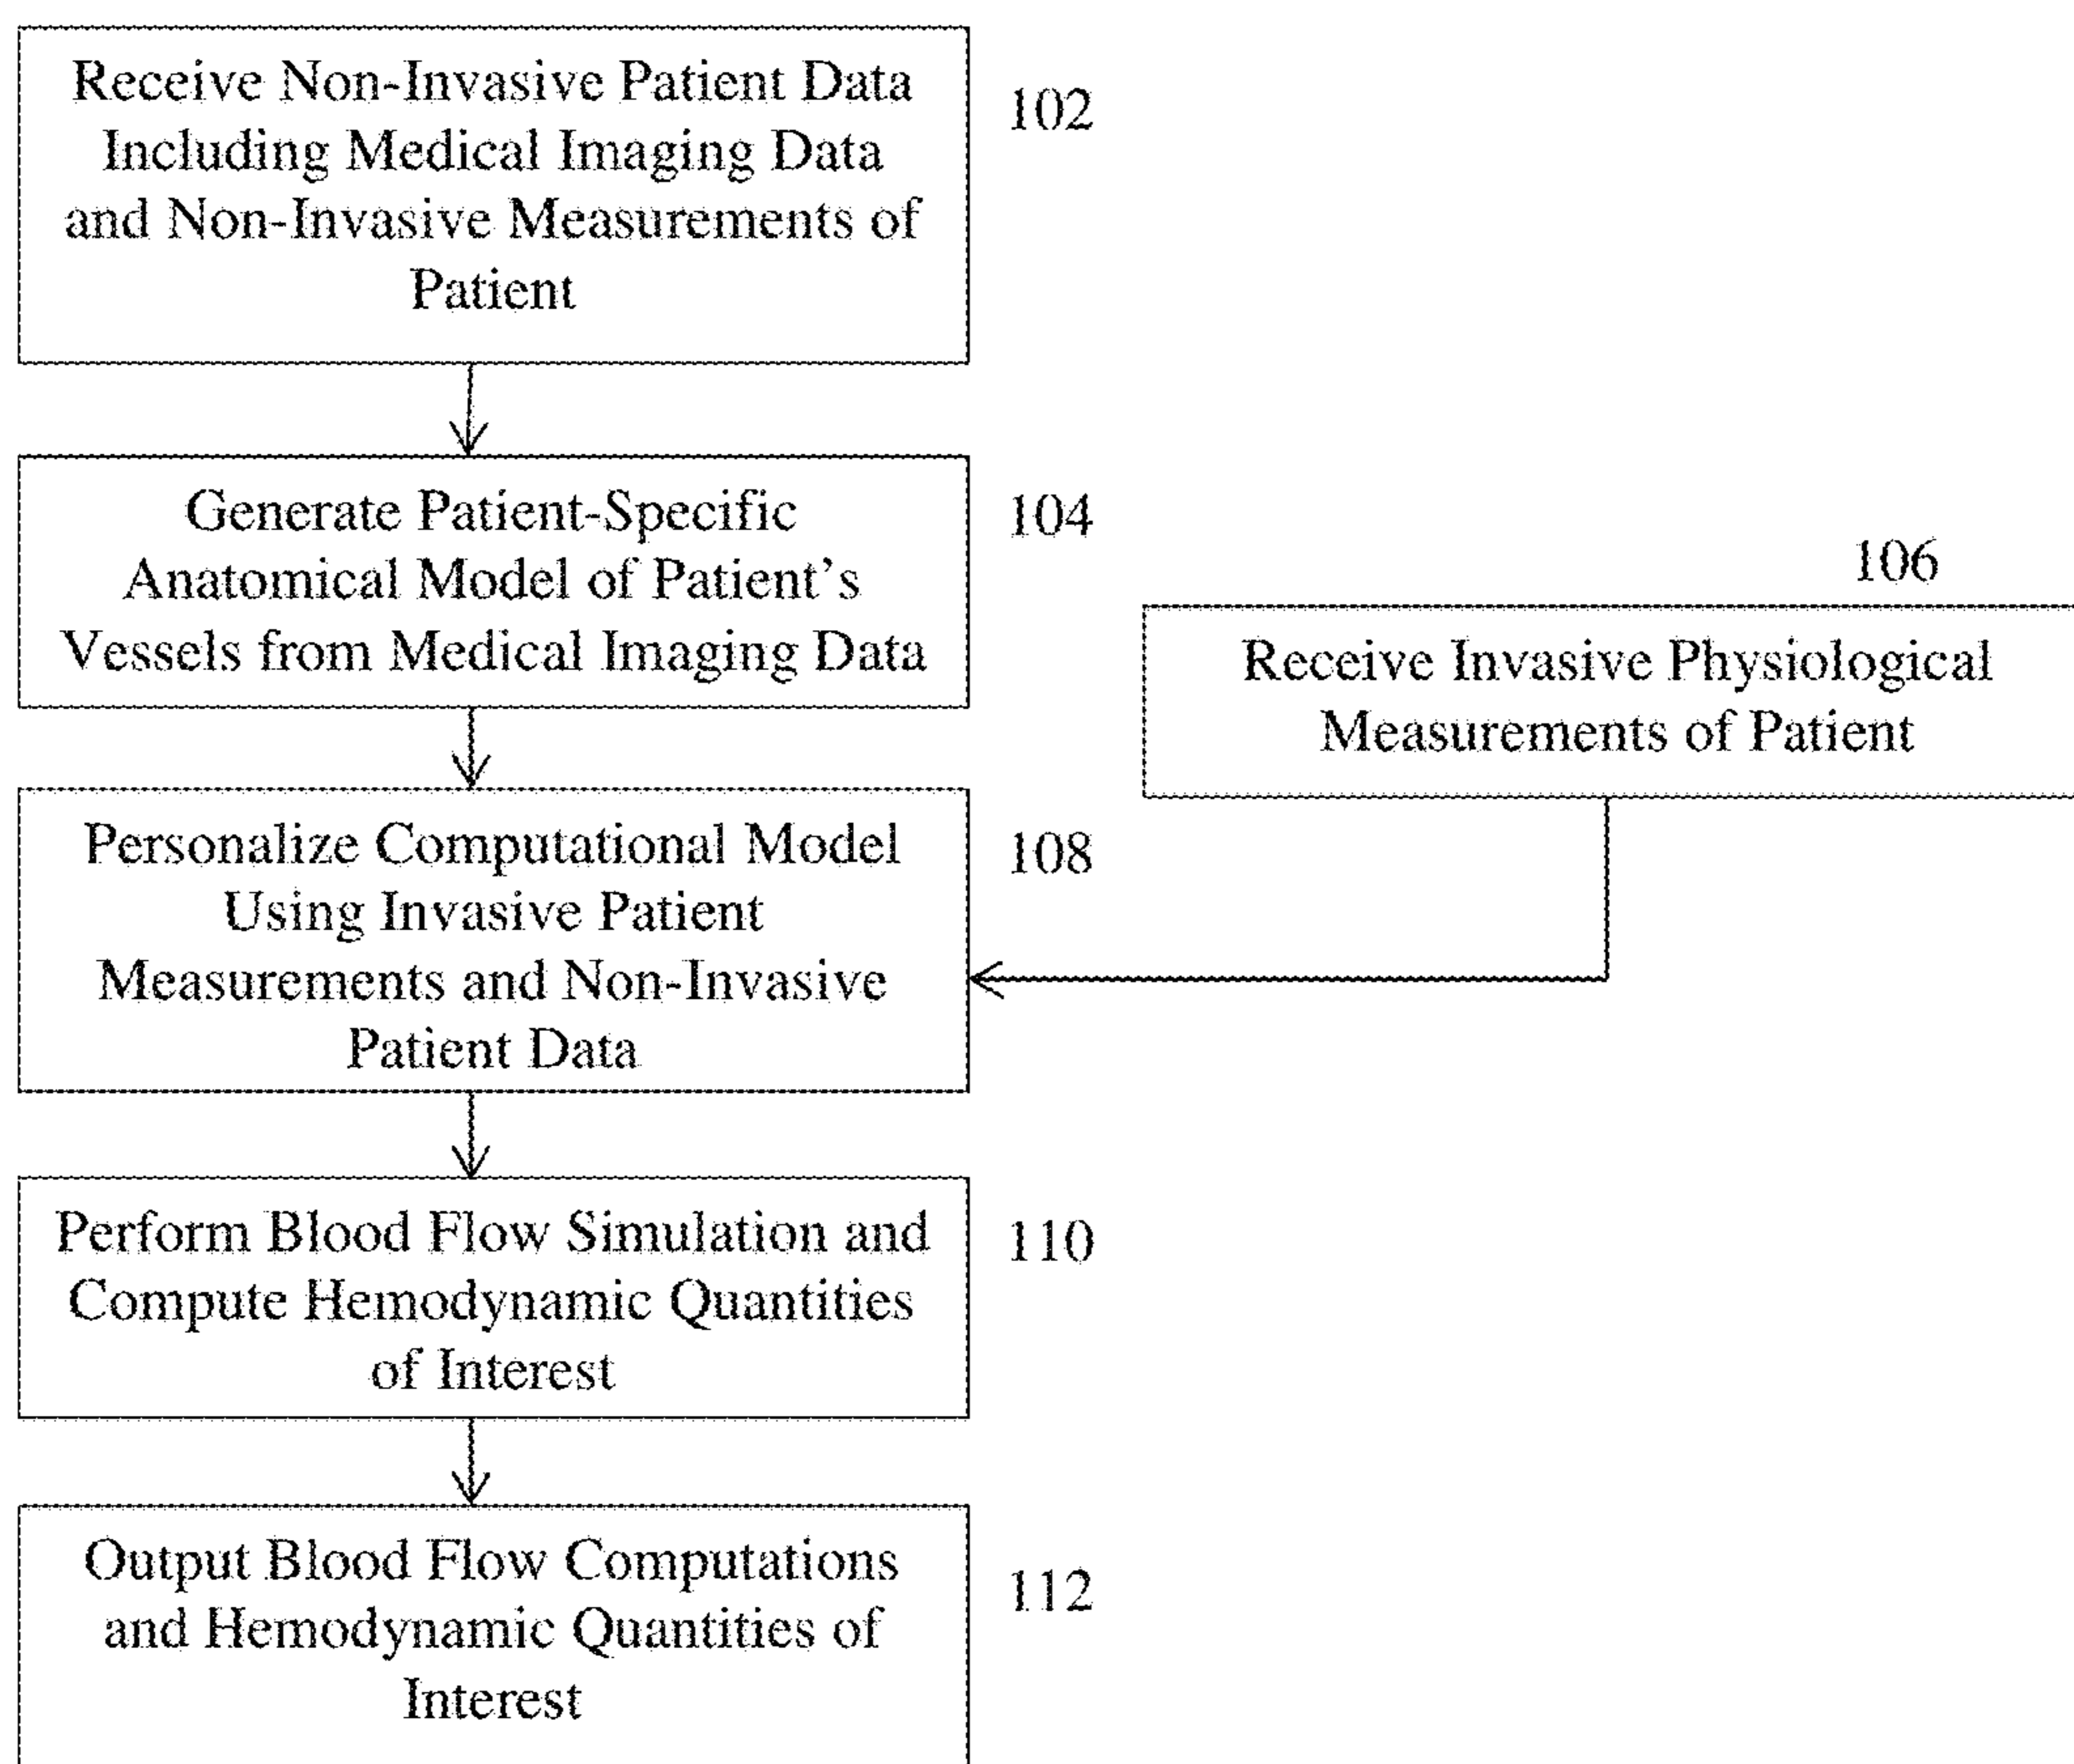 Receive Non-Invasive Patient Data
Including Medical Imaging Data
and Non-Invasive Measurements of
Patient
102
Generate Patient-Specific
Anatomical Model of Patient's
Vessels from Medical Imaging Data
104
106
Receive Invasive Physiological
Measurements of Patient
Personalize Computational Model
Using Invasive Patient
Measurements and Non-Invasive
Patient Data
108
Perform Blood Flow Simulation and
Compute Hemodynamic Quantities
of Interest
110
Output Blood Flow Computations
and Hemodynamic Quantities of
Interest
112